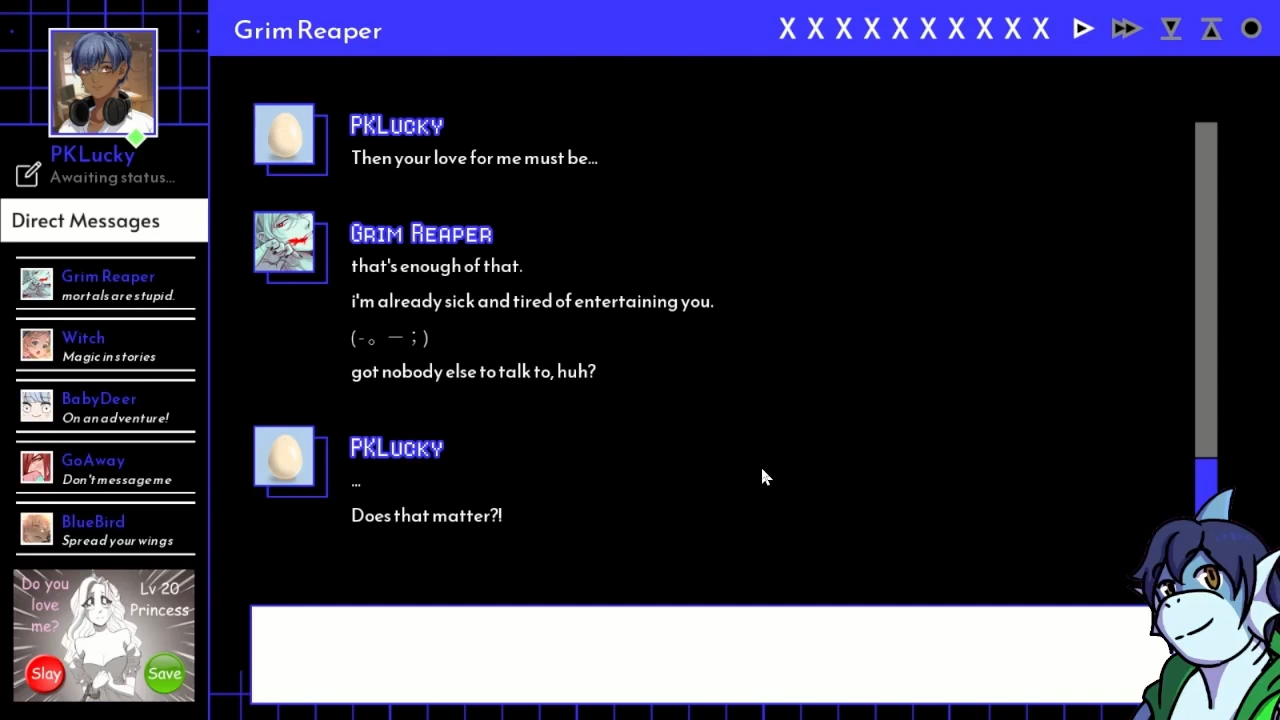 Grim Reaper
X X X X X X X X X X
PKLucky
Awaiting status...
Direct Messages
Grim Reaper
mortals are stupid.
Witch
Magic in stories
BabyDeer
On an adventure!
GoAway
Don't message me
BlueBird
Spread your wings
Do you
love
me?
Lv 20
Princess
Slay
Save
PKLucky
Then your love for me must be...
Grim Reaper
that's enough of that.
i'm already sick and tired of entertaining you.
(-。ー;)
got nobody else to talk to, huh?
PKLucky
...
Does that matter?!